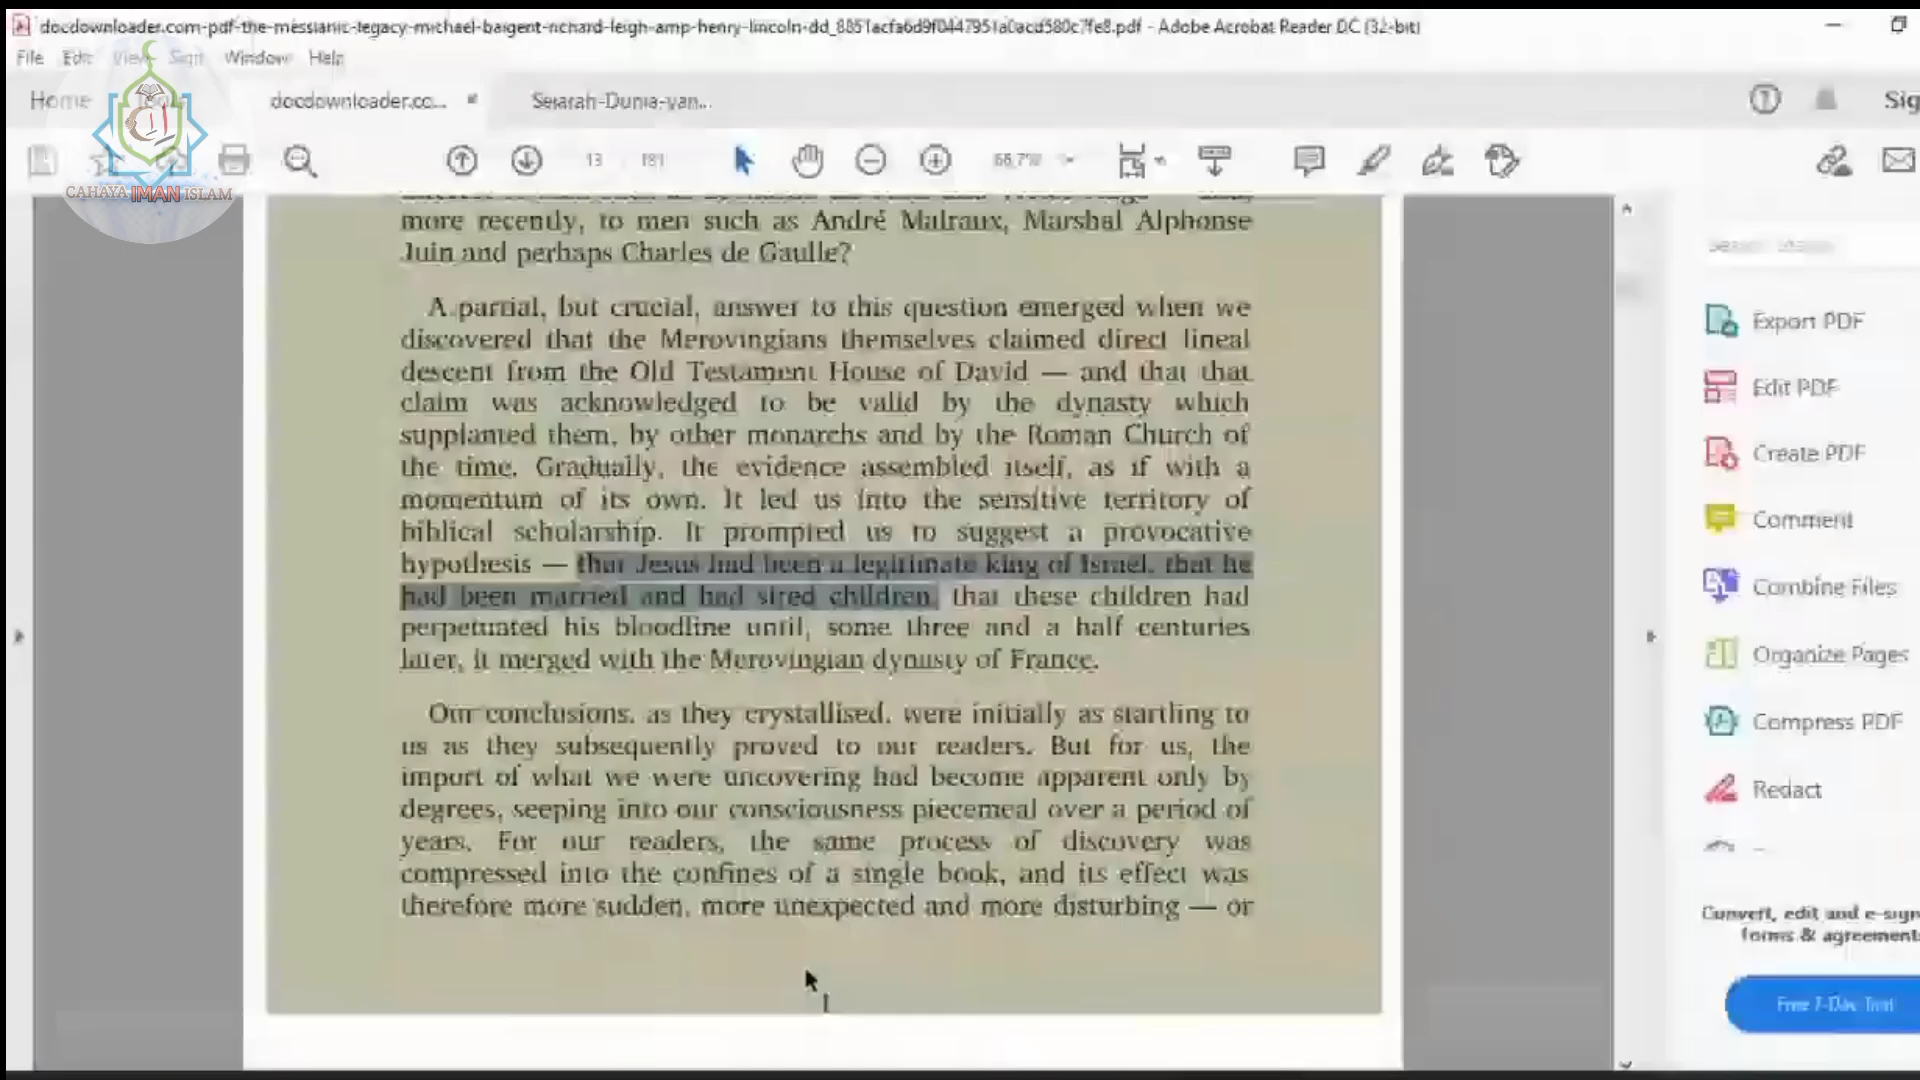 docdownloader.com-pdf-the-messianic-legacy-michael-baigent-richard-leigh-amp-henry-lincoln-dd_8851acfa6d9f0447951a0acd580c7fe8.pdf - Adobe Acrobat Reader DC (32-bit)
File Edit View Sign Window Help
Home Tools docdownloader.co... × Sejarah-Dunia-yan... Sig
13 181 66,7%
CAHAYA IMAN ISLAM
more recently, to men such as André Malraux, Marshal Alphonse
Juin and perhaps Charles de Gaulle?
A partial, but crucial, answer to this question emerged when we
discovered that the Merovingians themselves claimed direct lineal
descent from the Old Testament House of David — and that that
claim was acknowledged to be valid by the dynasty which
supplanted them, by other monarchs and by the Roman Church of
the time. Gradually, the evidence assembled itself, as if with a
momentum of its own. It led us into the sensitive territory of
biblical scholarship. It prompted us to suggest a provocative
hypothesis — that Jesus had been a legitimate king of Israel, that he
had been married and had sired children, that these children had
perpetuated his bloodline until, some three and a half centuries
later, it merged with the Merovingian dynasty of France.
Our conclusions, as they crystallised, were initially as startling to
us as they subsequently proved to our readers. But for us, the
import of what we were uncovering had become apparent only by
degrees, seeping into our consciousness piecemeal over a period of
years. For our readers, the same process of discovery was
compressed into the confines of a single book, and its effect was
therefore more sudden, more unexpected and more disturbing — or
Export PDF
Edit PDF
Create PDF
Comment
Combine Files
Organize Pages
Compress PDF
Redact
Convert, edit and e-sign
forms & agreements
Free 7-Day Trial